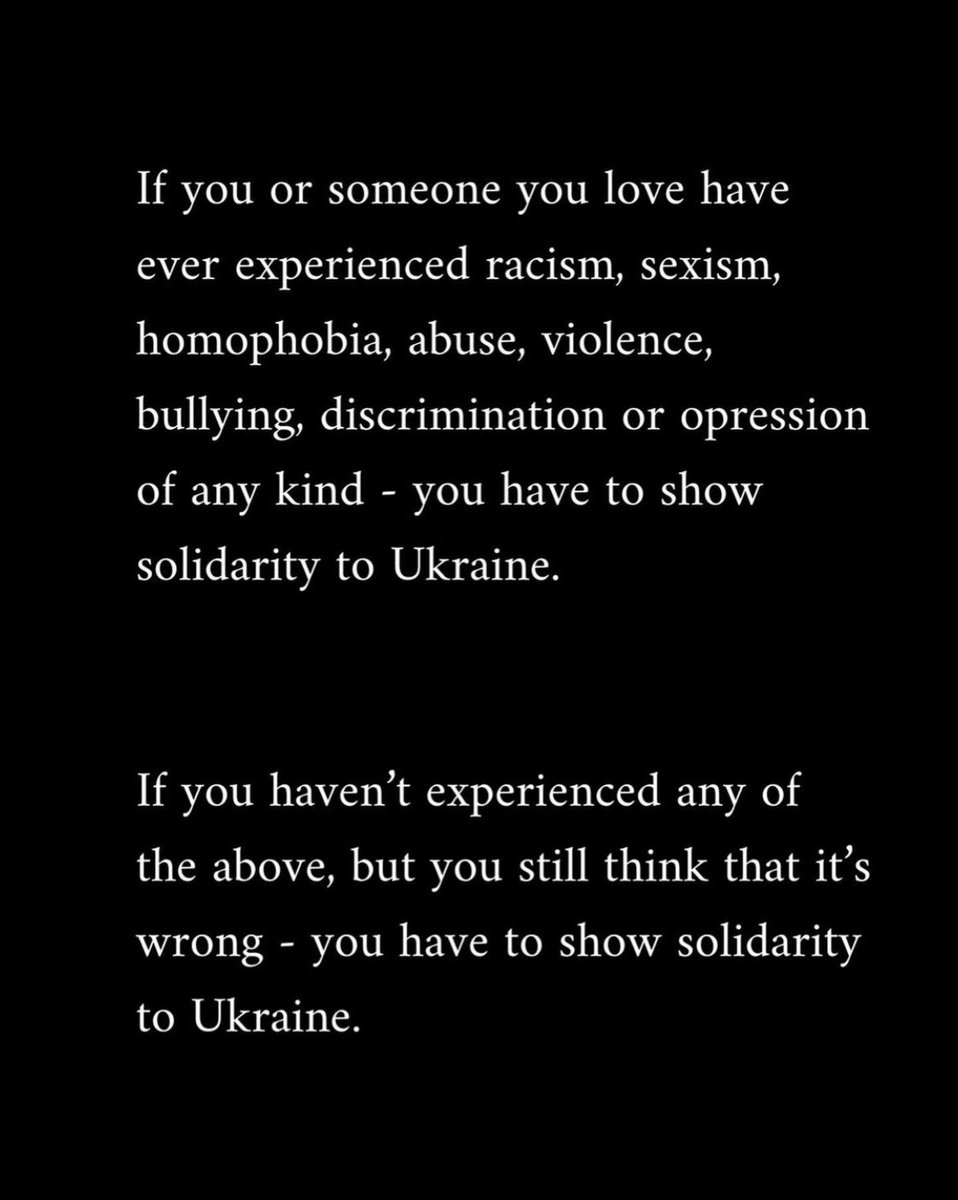 If you or someone you love have
ever experienced racism, sexism,
homophobia, abuse, violence,
bullying, discrimination or opression
of any kind - you have to show
solidarity to Ukraine.
If you haven’t experienced any of
the above, but you still think that it’s
wrong - you have to show solidarity
to Ukraine.